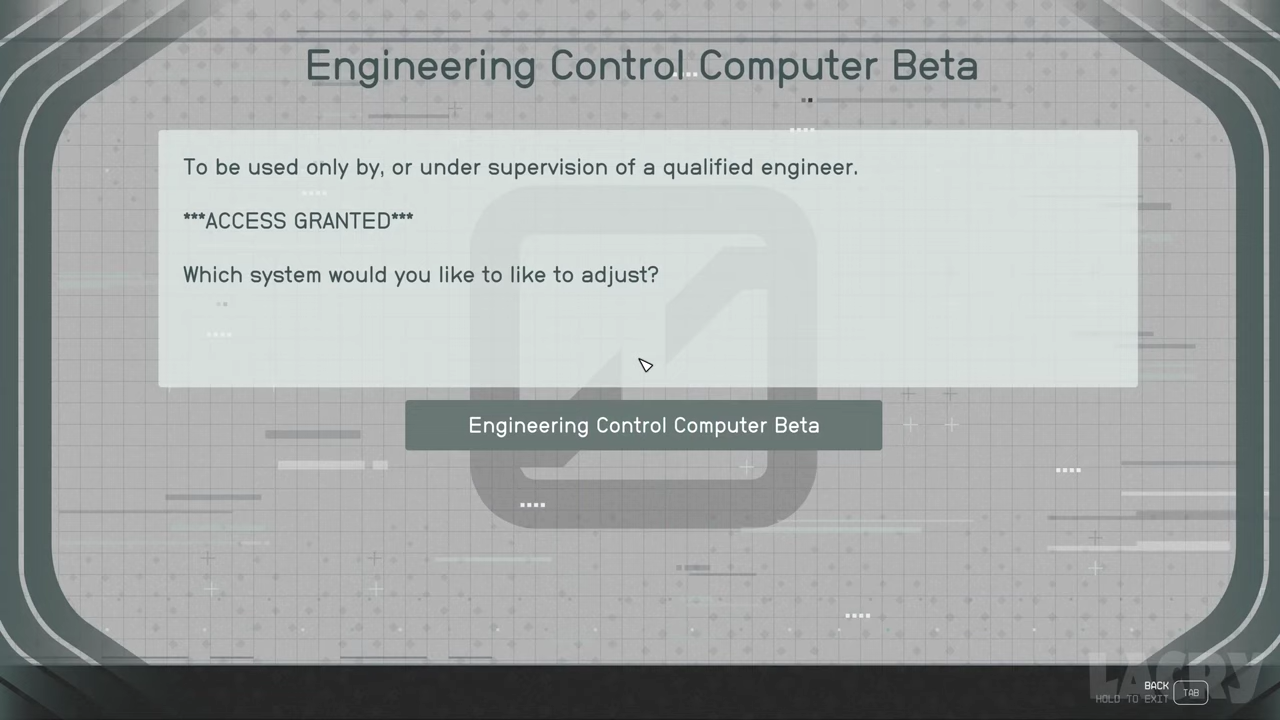 Engineering Control Computer Beta
To be used only by, or under supervision of a qualified engineer.
***ACCESS GRANTED***
Which system would you like to like to adjust?
Engineering Control Computer Beta
LACRY
BACK
HOLD TO EXIT
TAB